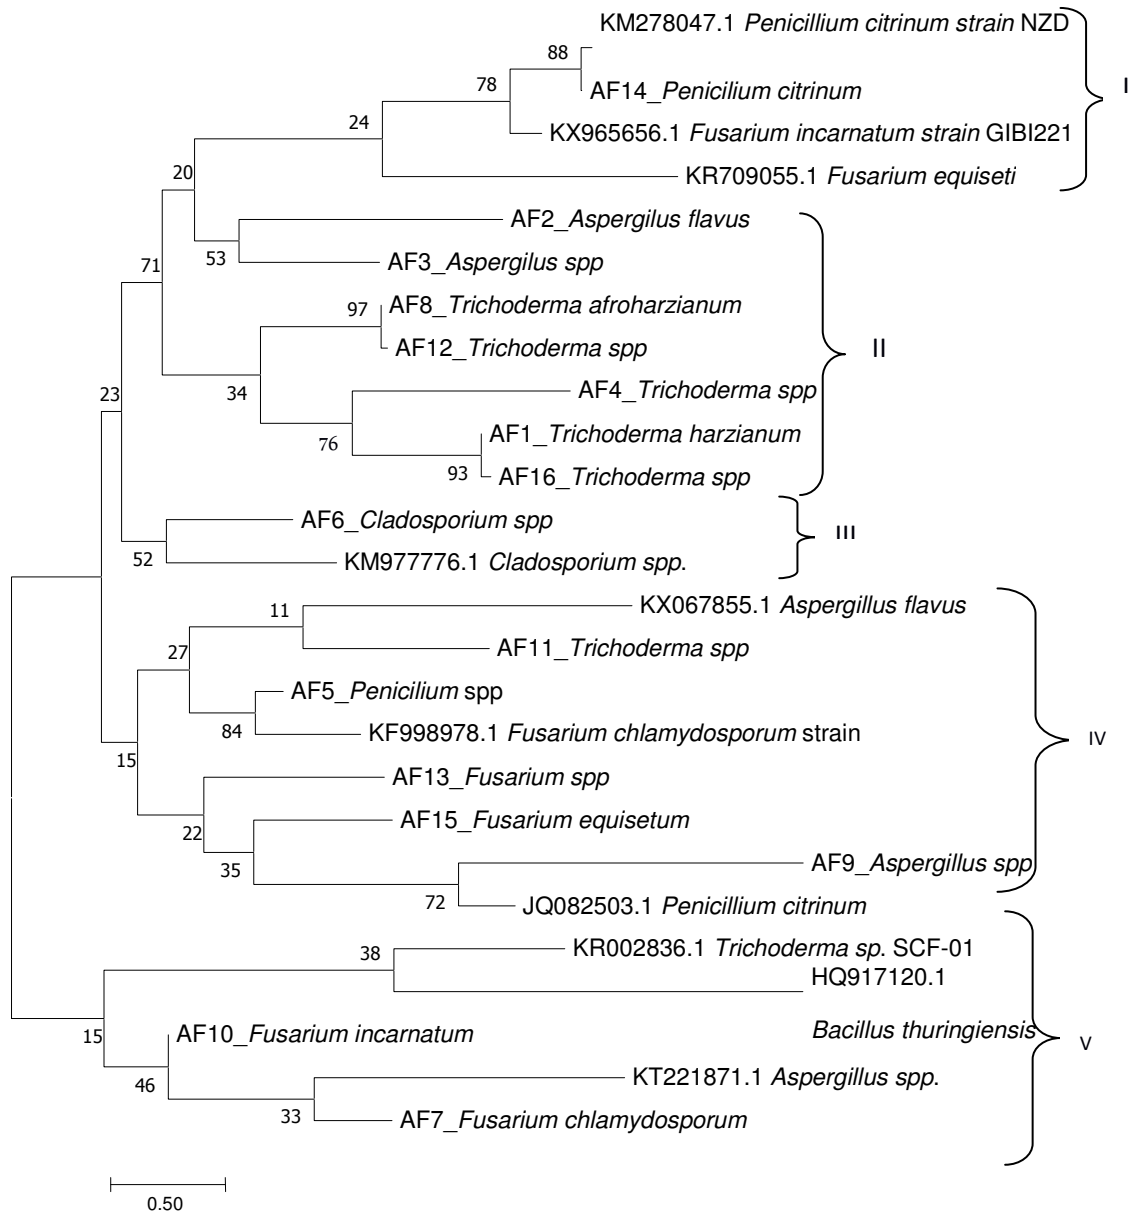 KM278047.1 Penicillium citrinum strain NZD
88
I
78
AF14_Penicilium citrinum
24
KX965656.1 Fusarium incarnatum strain GIBI221
20
KR709055.1 Fusarium equiseti
AF2_Aspergilus flavus
53
AF3_Aspergilus spp
71
97
AF8_Trichoderma afroharzianum
AF12_Trichoderma spp
II
34
AF4_Trichoderma spp
23
76
AF1_Trichoderma harzianum
93
AF16_Trichoderma spp
AF6_Cladosporium spp
III
52
KM977776.1 Cladosporium spp.
11
KX067855.1 Aspergillus flavus
27
AF11_Trichoderma spp
AF5_Penicilium spp
84
KF998978.1 Fusarium chlamydosporum strain
IV
15
AF13_Fusarium spp
22
AF15_Fusarium equisetum
35
AF9_Aspergillus spp
72
JQ082503.1 Penicillium citrinum
38
KR002836.1 Trichoderma sp. SCF-01
HQ917120.1
Bacillus thuringiensis
15
AF10_Fusarium incarnatum
V
46
KT221871.1 Aspergillus spp.
33
AF7_Fusarium chlamydosporum
0.50